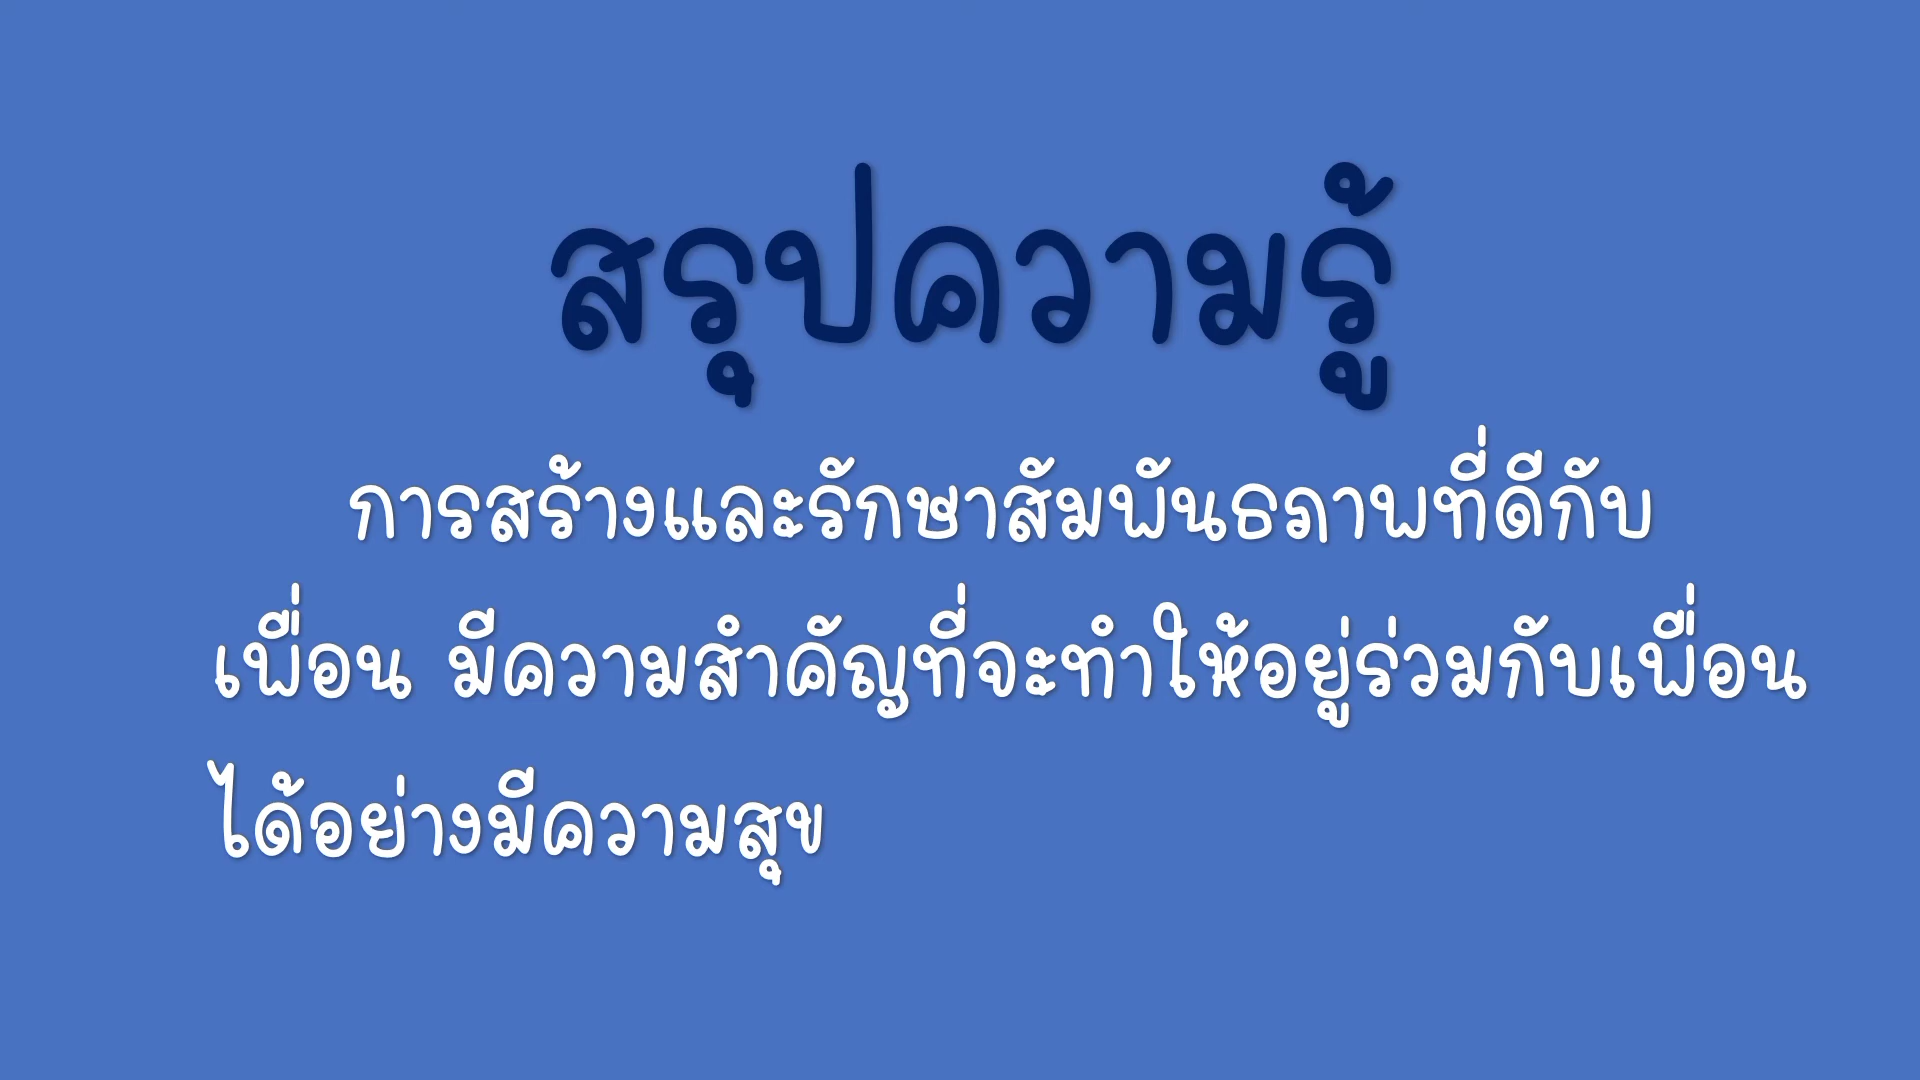 สรุปความรู้
การสร้างและรักษาสัมพันธภาพที่ดีกับ
เพื่อน มีความสำคัญที่จะทำให้อยู่ร่วมกับเพื่อน
ได้อย่างมีความสุข